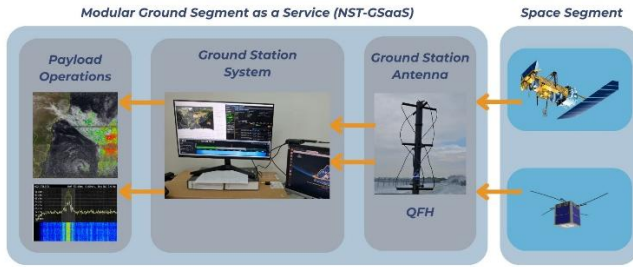 Modular Ground Segment as a Service (NST-GSaaS)
Space Segment
Payload
Operations
Ground Station
System
Ground Station
Antenna
QFH